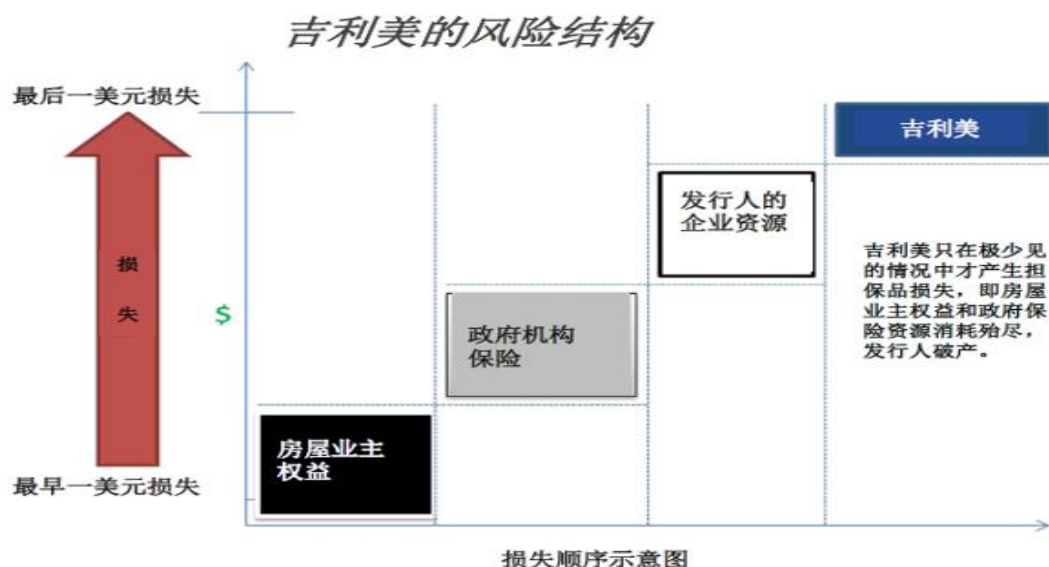 吉利美的风险结构
最后一美元损失
损
失
最早一美元损失
$
房屋业主
权益
政府机构
保险
发行人的
企业资源
吉利美
吉利美只在极少见
的情况中才产生担
保品损失，即房屋
业主权益和政府保
险资源消耗殆尽，
发行人破产。
损失顺序示意图